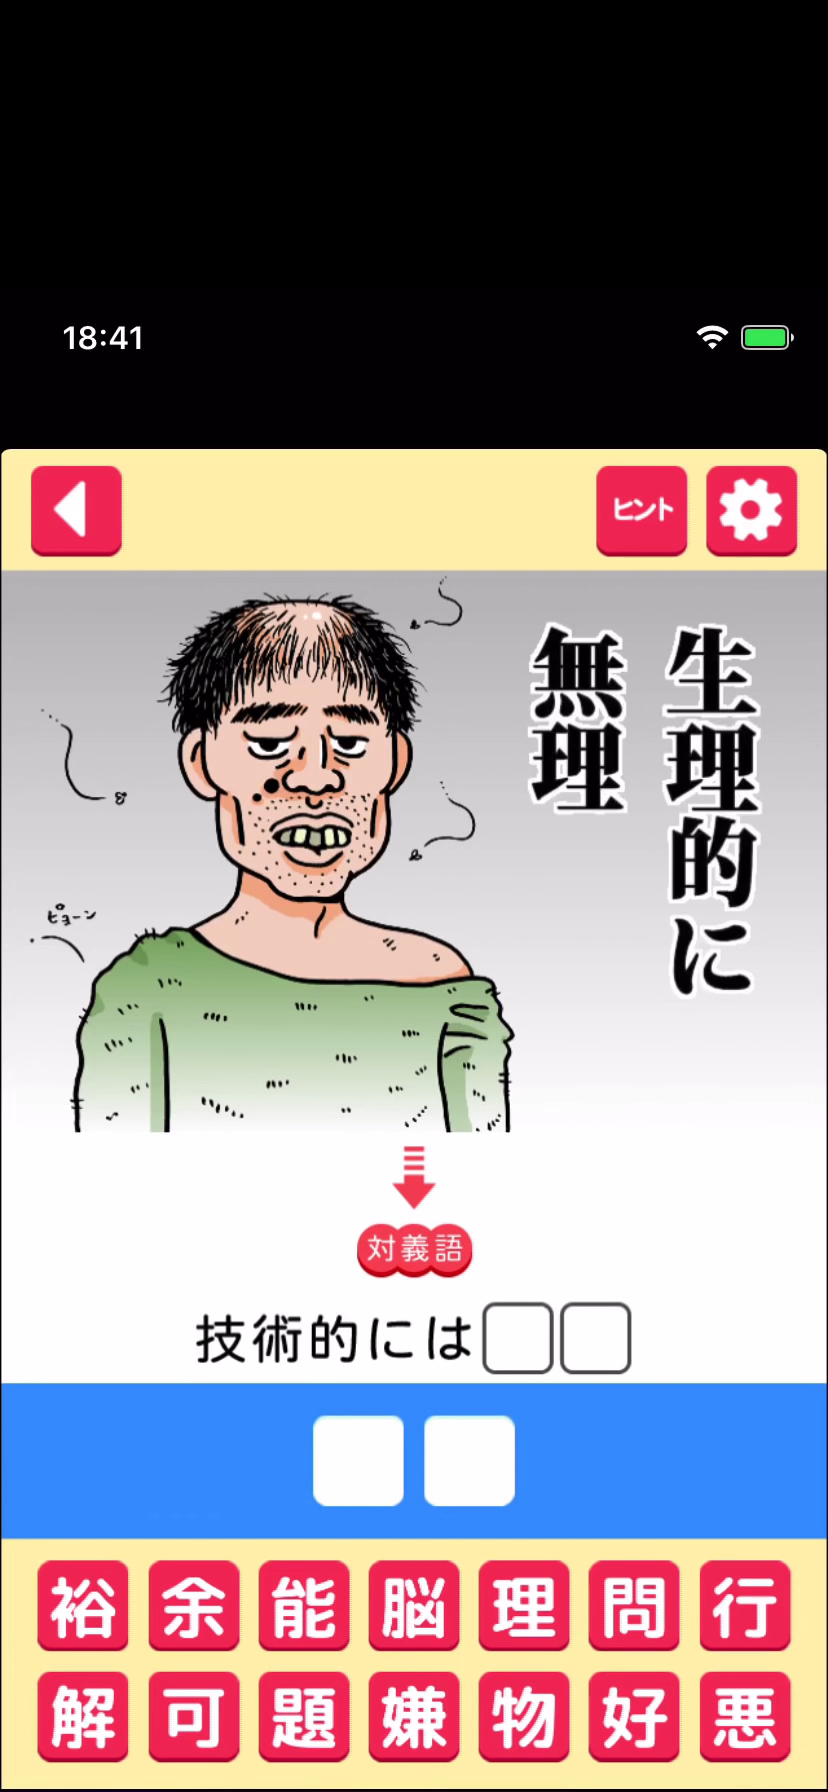 18:41
ヒント
生理的に
無理
ピョーン
対義語
技術的には
裕余能脳理問行
解可題嫌物好悪